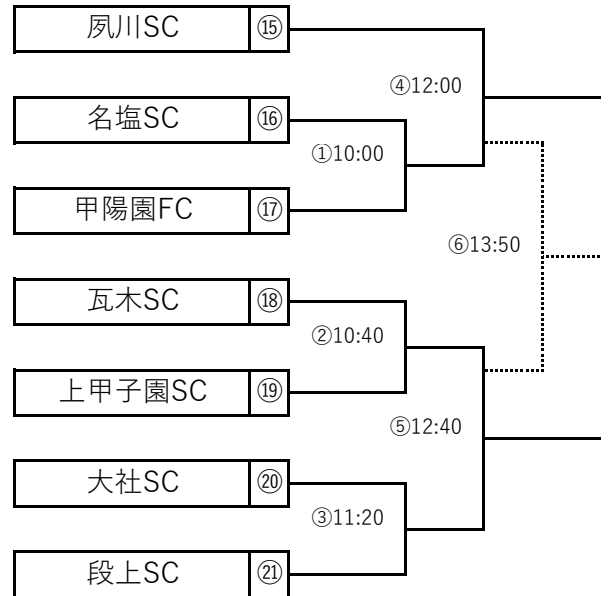 夙川SC ⑮
④12:00
名塩SC ⑯
①10:00
甲陽園FC ⑰
⑥13:50
瓦木SC ⑱
②10:40
上甲子園SC ⑲
⑤12:40
大社SC ⑳
③11:20
段上SC ㉑